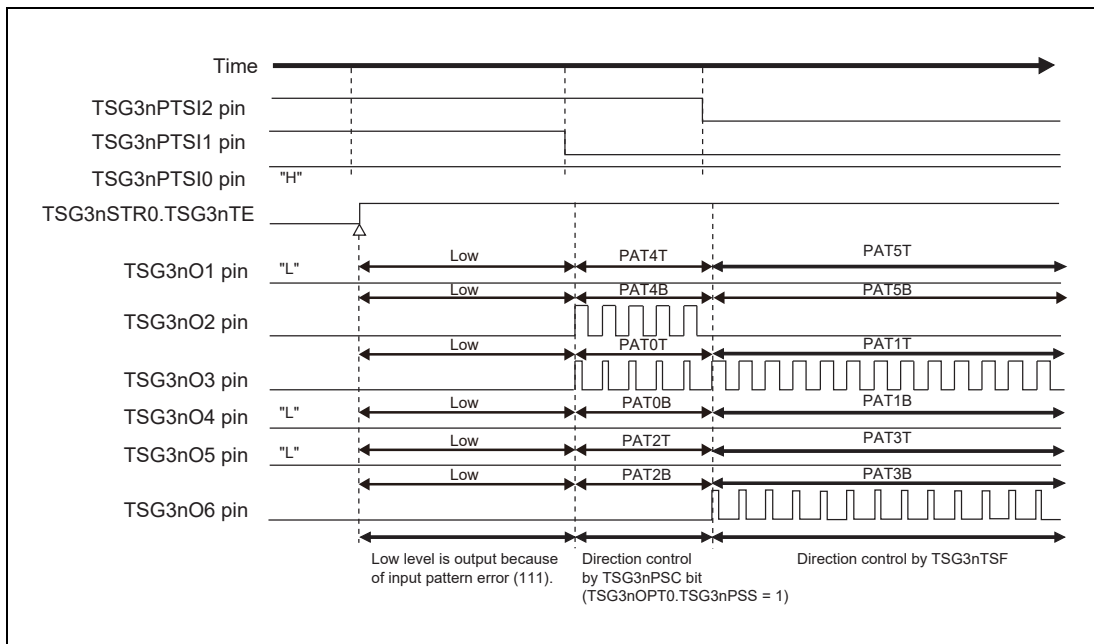 Time
TSG3nPTSI2 pin
TSG3nPTSI1 pin
TSG3nPTSI0 pin "H"
TSG3nSTR0.TSG3nTE
Low PAT4T PAT5T
TSG3nO1 pin "L"
Low PAT4B PAT5B
TSG3nO2 pin
Low PAT0T PAT1T
TSG3nO3 pin
Low PAT0B PAT1B
TSG3nO4 pin "L"
Low PAT2T PAT3T
TSG3nO5 pin "L"
Low PAT2B PAT3B
TSG3nO6 pin
Low level is output because
of input pattern error (111).
Direction control
by TSG3nPSC bit
(TSG3nOPT0.TSG3nPSS = 1)
Direction control by TSG3nTSF